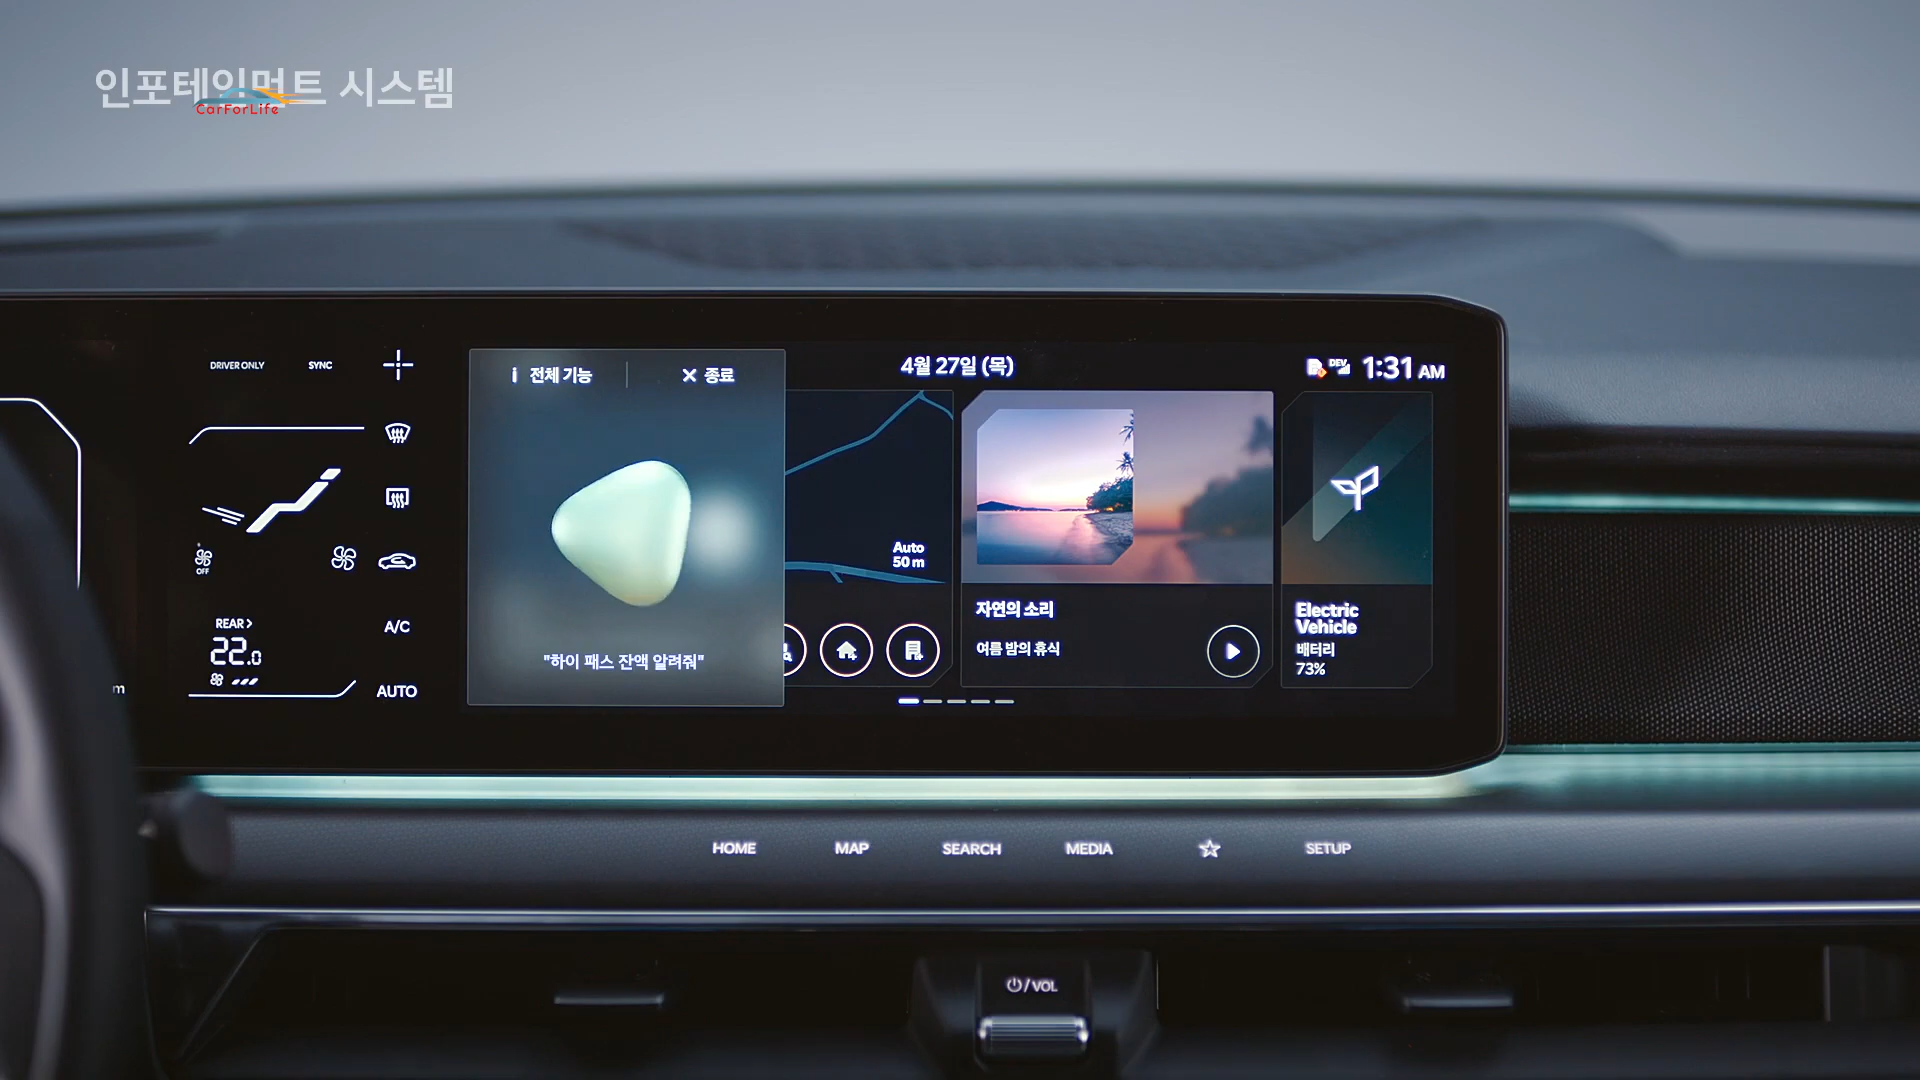 인포테인먼트 시스템
CarForLife
DRIVER ONLY
SYNC
OFF
REAR >
22.0
A/C
AUTO
m
i 전체 기능
✕ 종료
"하이 패스 잔액 알려줘"
4월 27일 (목)
DEV
1:31 AM
Auto
50 m
자연의 소리
여름 밤의 휴식
Electric
Vehicle
배터리
73%
HOME
MAP
SEARCH
MEDIA
SETUP
/ VOL